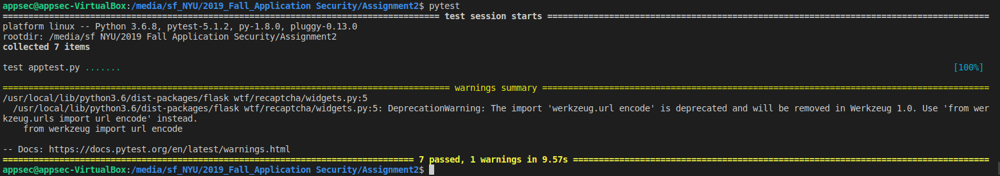 appsec@appsec-VirtualBox:/media/sf_NYU/2019_Fall_Application Security/Assignment2$ pytest
============================= test session starts =============================
platform linux -- Python 3.6.8, pytest-5.1.2, py-1.8.0, pluggy-0.13.0
rootdir: /media/sf NYU/2019 Fall Application Security/Assignment2
collected 7 items
test apptest.py ....... [100%]
============================= warnings summary =============================
/usr/local/lib/python3.6/dist-packages/flask wtf/recaptcha/widgets.py:5
/usr/local/lib/python3.6/dist-packages/flask wtf/recaptcha/widgets.py:5: DeprecationWarning: The import 'werkzeug.url encode' is deprecated and will be removed in Werkzeug 1.0. Use 'from wer
kzeug.urls import url encode' instead.
from werkzeug import url encode
-- Docs: https://docs.pytest.org/en/latest/warnings.html
============================= 7 passed, 1 warnings in 9.57s =============================
appsec@appsec-VirtualBox:/media/sf_NYU/2019_Fall_Application Security/Assignment2$